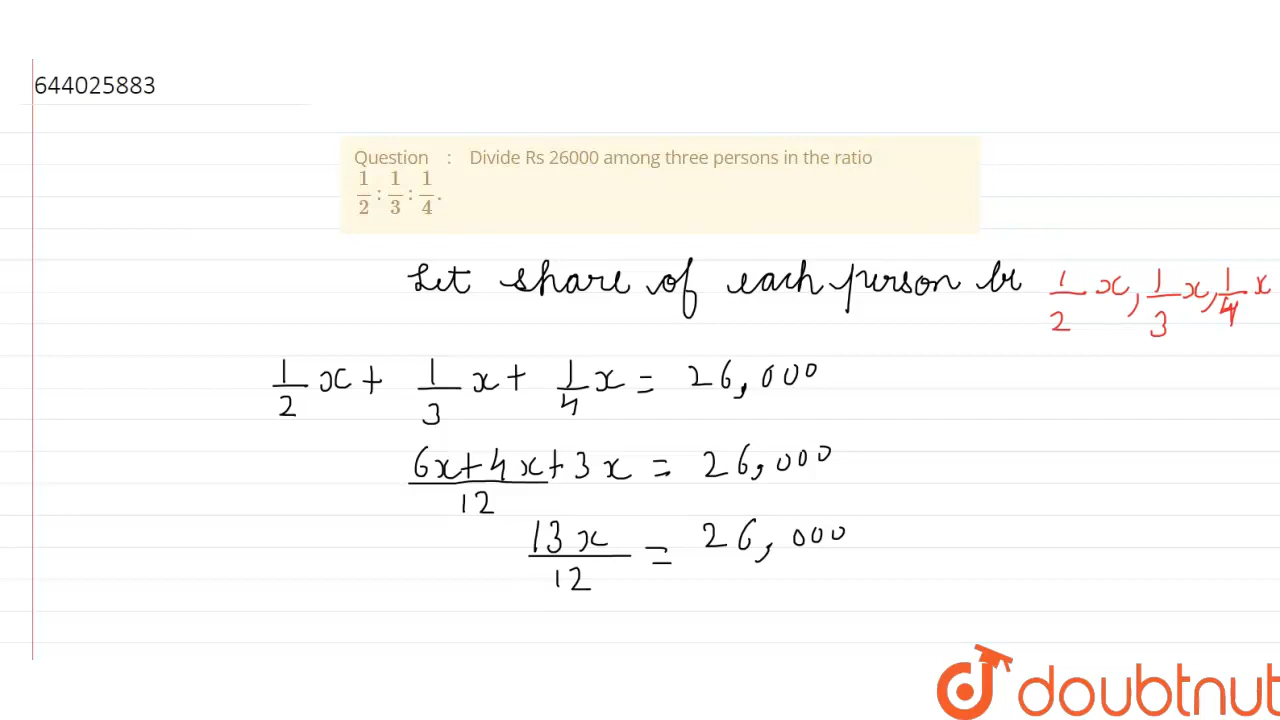 644025883
Question : Divide Rs 26000 among three persons in the ratio
1/2 : 1/3 : 1/4.
Let share of each person be 1/2 x, 1/3 x, 1/4 x
1/2 x + 1/3 x + 1/4 x = 26,000
6x+4x+3x/12 = 26,000
13x/12 = 26,000
doubtnut